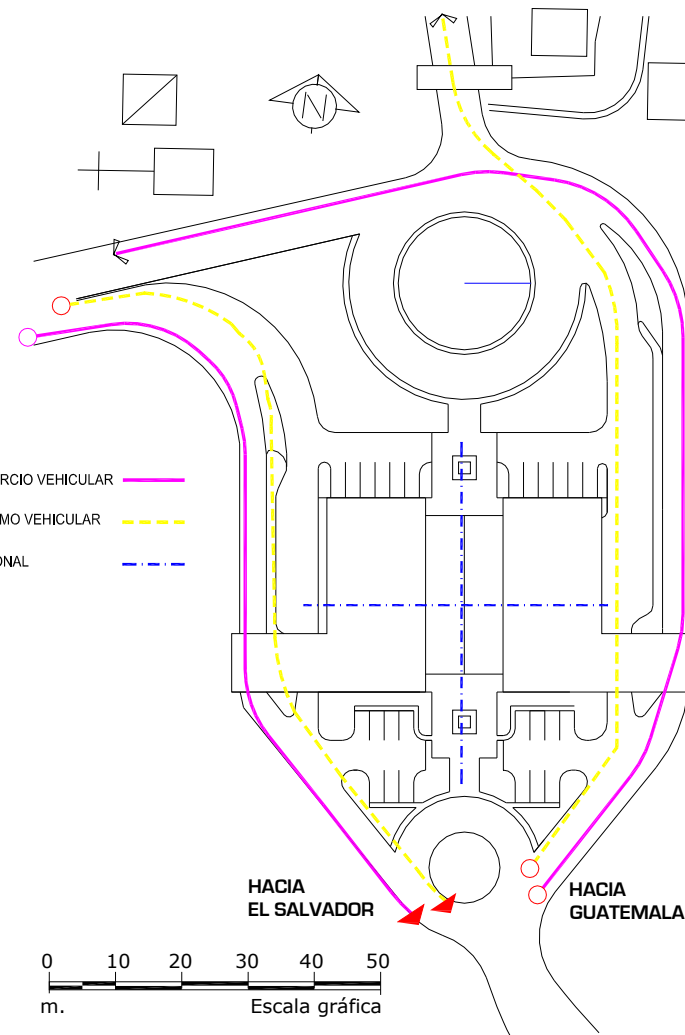 N
RCIO VEHICULAR
MO VEHICULAR
ONAL
HACIA
EL SALVADOR
HACIA
GUATEMALA
0 10 20 30 40 50
m. Escala gráfica